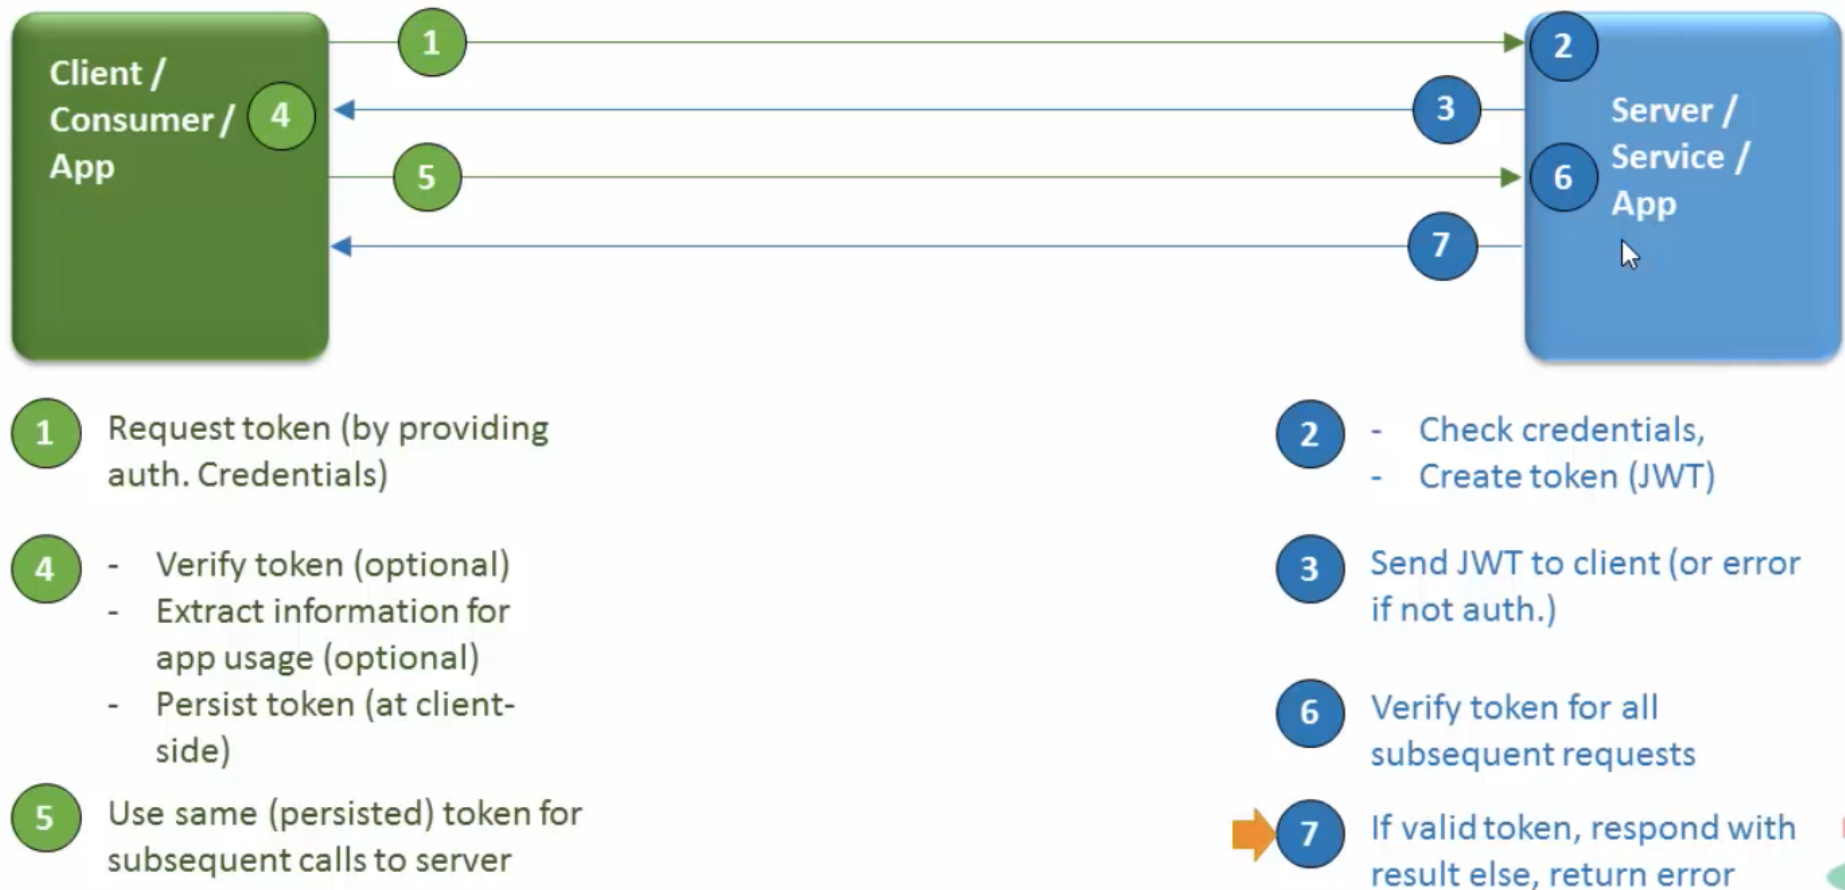 Client /
Consumer /
App
1
2
4
3
5
6
7
Server /
Service /
App
1
Request token (by providing
auth. Credentials)
4
- Verify token (optional)
- Extract information for
app usage (optional)
- Persist token (at client-
side)
5
Use same (persisted) token for
subsequent calls to server
2
- Check credentials,
- Create token (JWT)
3
Send JWT to client (or error
if not auth.)
6
Verify token for all
subsequent requests
7
If valid token, respond with
result else, return error